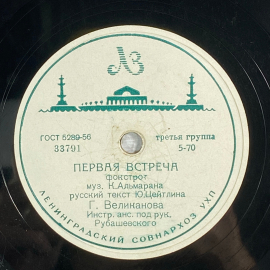 ЛЗ
ГОСТ 5289-56 третья группа
33791 5-70
ПЕРВАЯ ВСТРЕЧА
фокстрот
муз. К.Альмарана
русский текст Ю.Цейтлина
Г. Великанова
Инстр. анс. под рук.
Рубашевского
ЛЕНИНГРАДСКИЙ СОВНАРХОЗ УХП